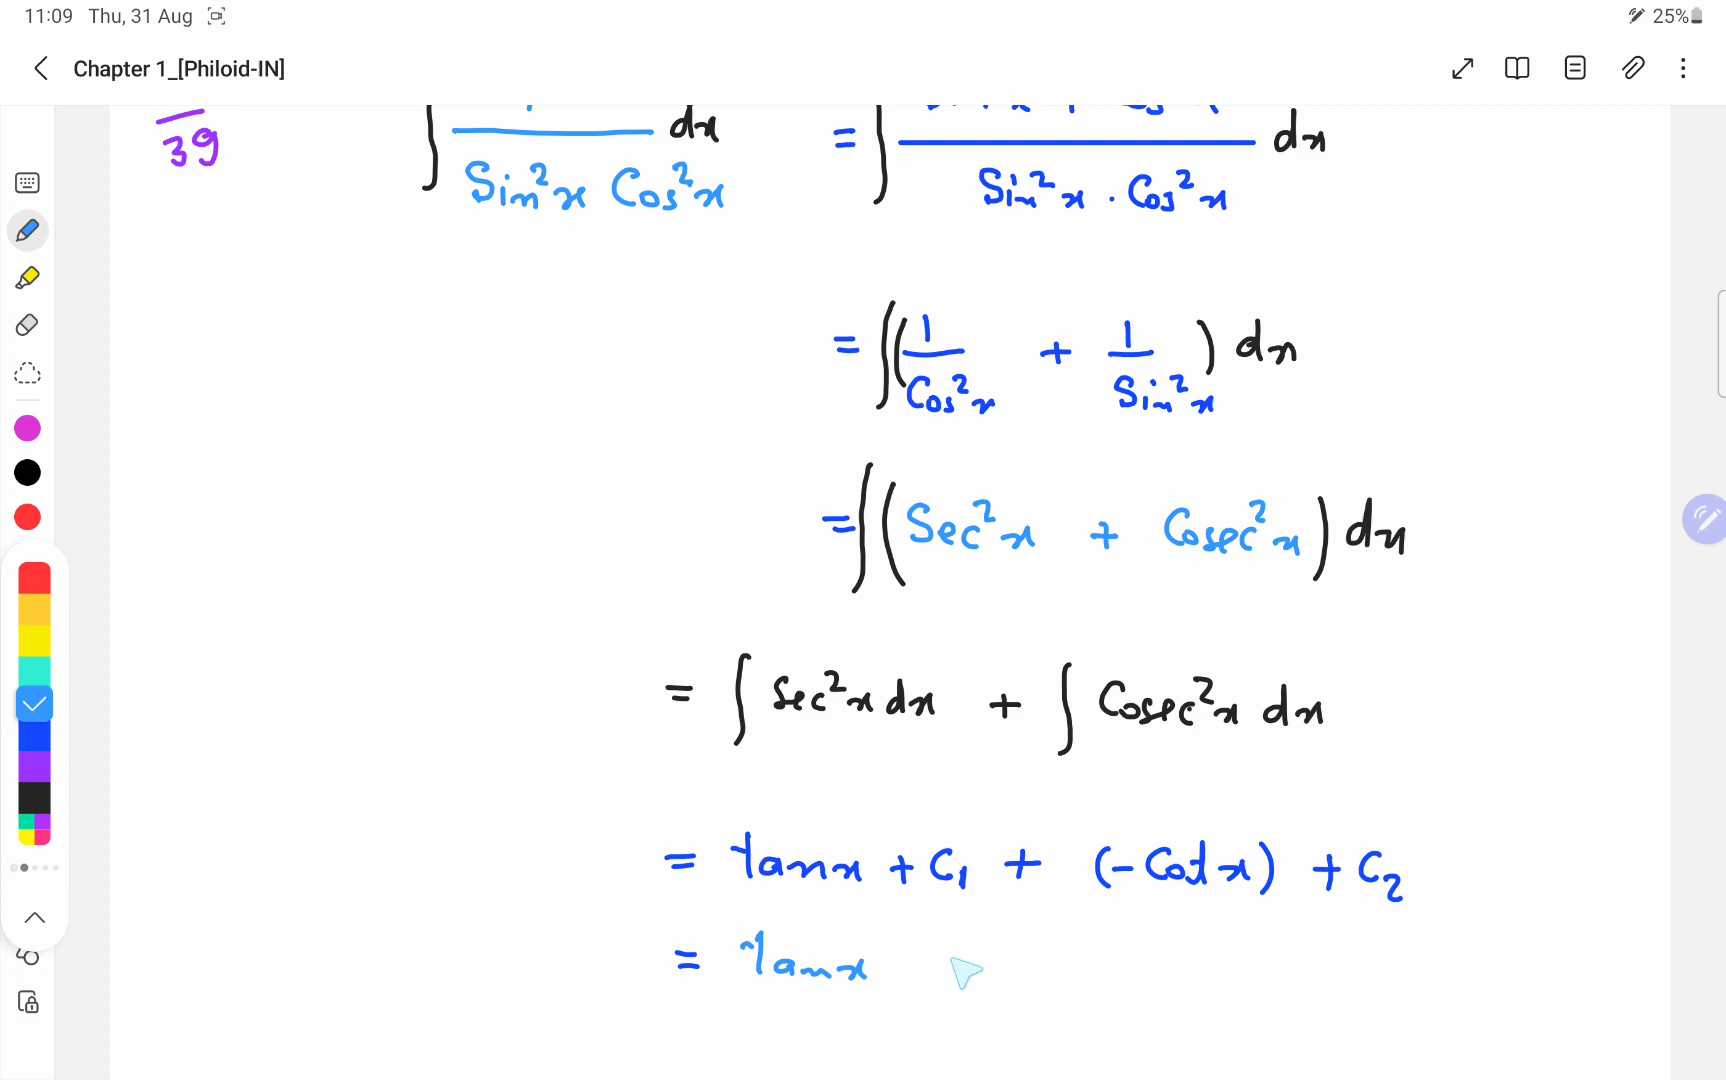 11:09 Thu, 31 Aug 25%
Chapter 1_[Philoid-IN]
39
∫ 1/(Sin²x Cos²x) dx = ∫ /(Sin²x . Cos²x) dx
= ∫(1/Cos²x + 1/Sin²x) dx
= ∫(Sec²x + Cosec²x) dx
= ∫ Sec²x dx + ∫ Cosec²x dx
= tanx + C₁ + (-Cotx) + C₂
= tanx